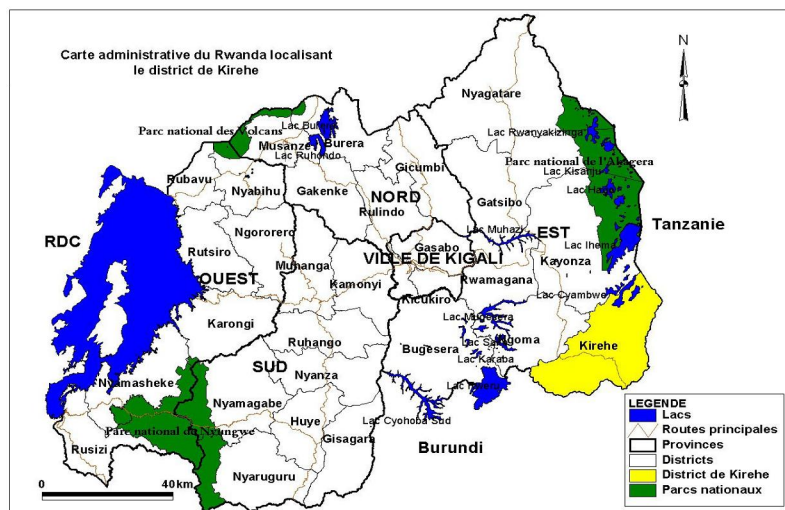 Carte administrative du Rwanda localisant
le district de Kirehe
N
Nyagatare
Parc national des Volcans
Lac Rwanyakizinga
Musanze
Burera
Lac Ruhondo
Gicumbi
Parc national de l'Akagera
Lac Kisanju
Rubavu
Nyabihu
Gakenke
NORD
Lac Hago
Rulindo
Gatsibo
Tanzanie
Lac Muhazi
EST
RDC
Ngororero
Gasabo
Lac Ihema
Rutsiro
OUEST
Muhanga
VILLE DE KIGALI
Kayonza
Kamonyi
Rwamagana
Kicukiro
Lac Cyambwe
Karongi
Lac Mugesera
Ruhango
Bugesera
Ngoma
Kirehe
SUD
Lac Karaba
Nyamasheke
Nyanza
Nyamagabe
Lac Cyohoha Sud
Huye
Parc national du Nyungwe
Gisagara
Burundi
Rusizi
Nyaruguru
0
40 km
LEGENDE
Lacs
Routes principales
Provinces
Districts
District de Kirehe
Parcs nationaux